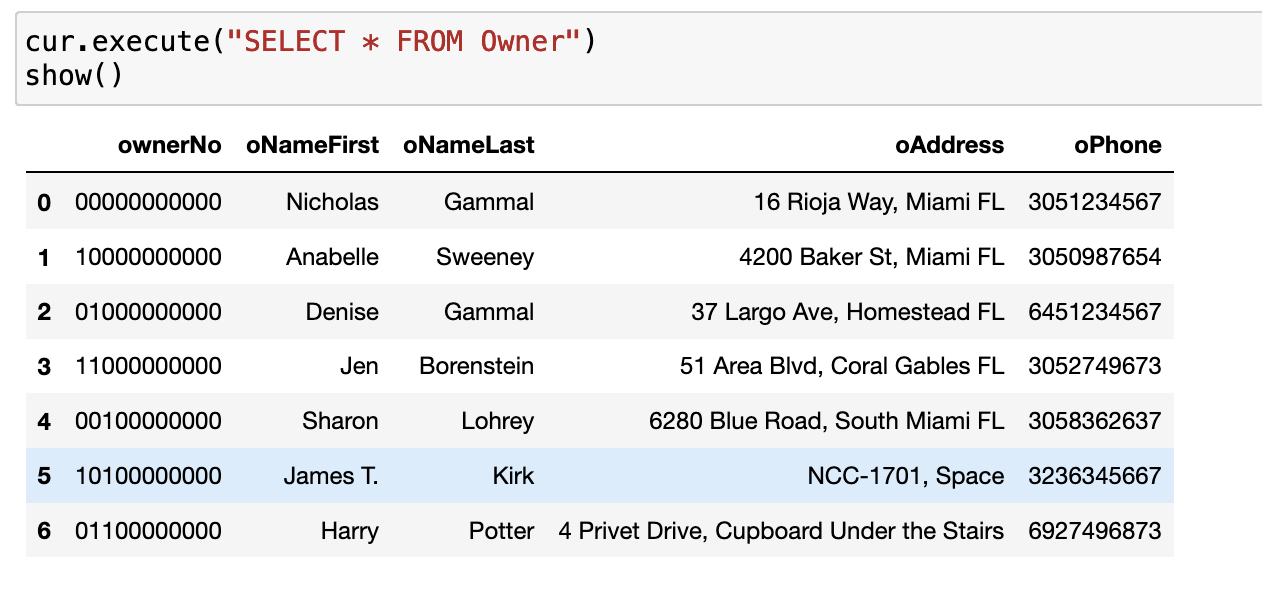 cur.execute("SELECT * FROM Owner")
show()
ownerNo oNameFirst oNameLast oAddress oPhone
0 00000000000 Nicholas Gammal 16 Rioja Way, Miami FL 3051234567
1 10000000000 Anabelle Sweeney 4200 Baker St, Miami FL 3050987654
2 01000000000 Denise Gammal 37 Largo Ave, Homestead FL 6451234567
3 11000000000 Jen Borenstein 51 Area Blvd, Coral Gables FL 3052749673
4 00100000000 Sharon Lohrey 6280 Blue Road, South Miami FL 3058362637
5 10100000000 James T. Kirk NCC-1701, Space 3236345667
6 01100000000 Harry Potter 4 Privet Drive, Cupboard Under the Stairs 6927496873